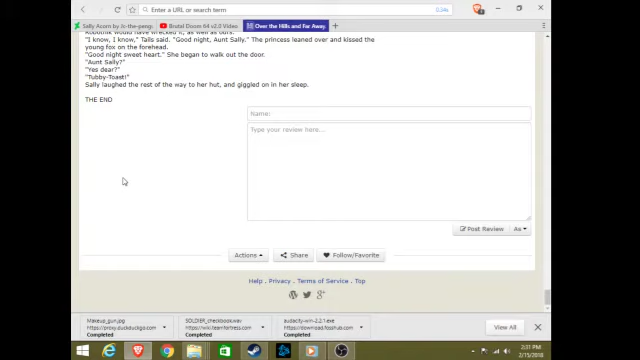 Enter a URL or search term
0.34s
Sally Acorn by Jx-the-pengu
Brutal Doom 64 v2.0 Video
Over the Hills and Far Away
Robotnik would have wrecked it, as well as ours."
"I know, I know," Tails said. "Good night, Aunt Sally." The princess leaned over and kissed the
young fox on the forehead.
"Good night sweet heart." She began to walk out the door.
"Aunt Sally?"
"Yes dear?"
"Tubby-Toast!"
Sally laughed the rest of the way to her hut, and giggled on in her sleep.
THE END
Name:
Type your review here...
Post Review As
Actions Share Follow/Favorite
Help . Privacy . Terms of Service . Top
Makeup_gun.jpg
https://proxy.duckduckgo.com...
Completed
SOLDIER_checkbook.wav
https://wiki.teamfortress.com...
Completed
audacity-win-2.2.1.exe
https://download.fosshub.com...
Completed
View All
2:31 PM
2/15/2018